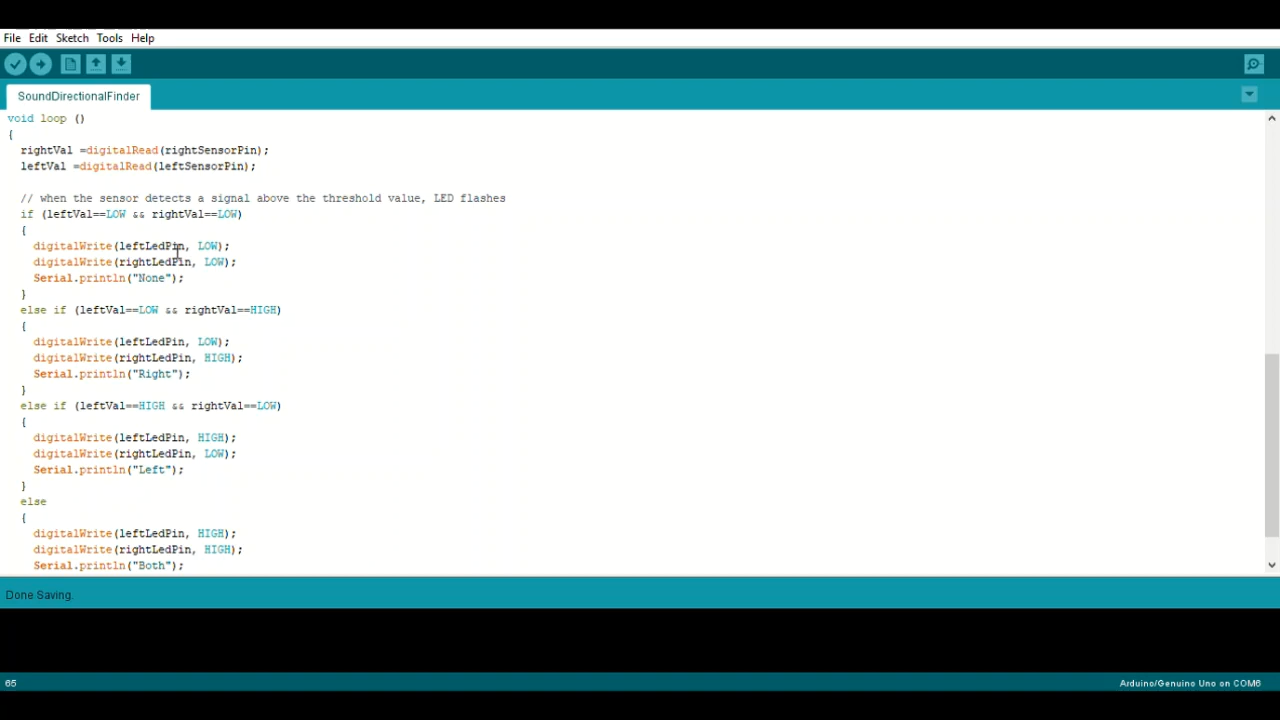 File Edit Sketch Tools Help
SoundDirectionalFinder
void loop ()
{
rightVal =digitalRead(rightSensorPin);
leftVal =digitalRead(leftSensorPin);
// when the sensor detects a signal above the threshold value, LED flashes
if (leftVal==LOW && rightVal==LOW)
{
digitalWrite(leftLedPin, LOW);
digitalWrite(rightLedPin, LOW);
Serial.println("None");
}
else if (leftVal==LOW && rightVal==HIGH)
{
digitalWrite(leftLedPin, LOW);
digitalWrite(rightLedPin, HIGH);
Serial.println("Right");
}
else if (leftVal==HIGH && rightVal==LOW)
{
digitalWrite(leftLedPin, HIGH);
digitalWrite(rightLedPin, LOW);
Serial.println("Left");
}
else
{
digitalWrite(leftLedPin, HIGH);
digitalWrite(rightLedPin, HIGH);
Serial.println("Both");
Done Saving.
65 Arduino/Genuino Uno on COM6